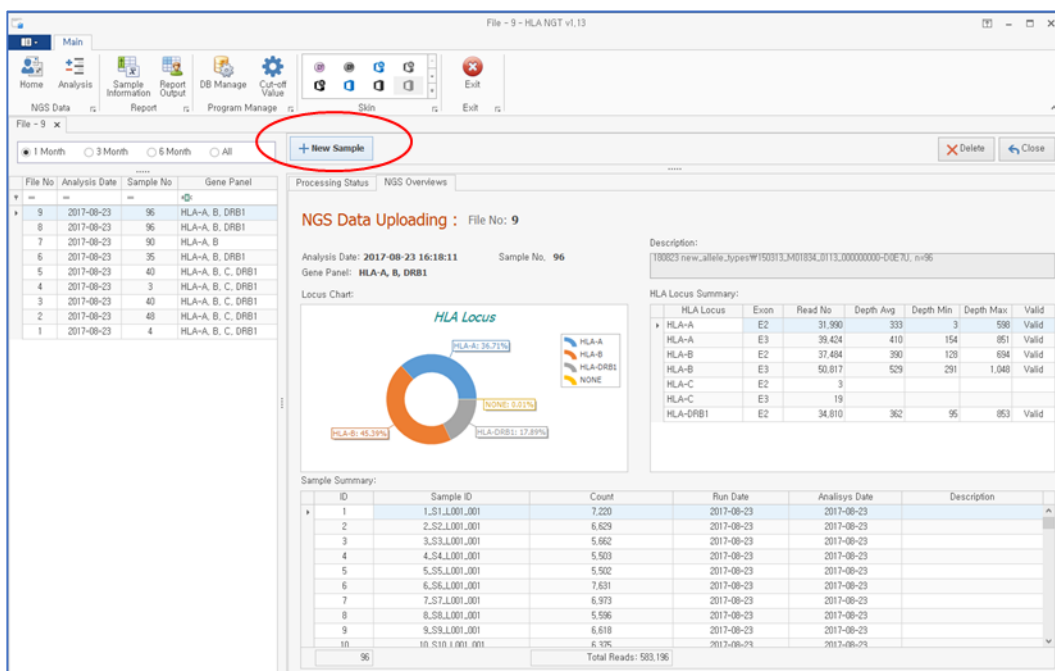 File - 9 - HLA NGT v1,13
Main
Home Analysis Sample Information Report Output DB Manage Cut-off Value Exit
NGS Data Report Program Manage Skin Exit
File - 9 x
1 Month 3 Month 6 Month All
+ New Sample
Delete Close
File No Analysis Date Sample No Gene Panel
= = =
9 2017-08-23 96 HLA-A, B, DRB1
8 2017-08-23 96 HLA-A, B, DRB1
7 2017-08-23 90 HLA-A, B
6 2017-08-23 35 HLA-A, B, DRB1
5 2017-08-23 40 HLA-A, B, C, DRB1
4 2017-08-23 3 HLA-A, B, C, DRB1
3 2017-08-23 40 HLA-A, B, C, DRB1
2 2017-08-23 48 HLA-A, B, C, DRB1
1 2017-08-23 4 HLA-A, B, C, DRB1
Processing Status NGS Overviews
NGS Data Uploading : File No: 9
Analysis Date: 2017-08-23 16:18:11 Sample No, 96
Gene Panel: HLA-A, B, DRB1
Description:
180823 new_allele_types₩150313_M01834_0113_000000000-D0E7U, n=96
Locus Chart:
HLA Locus
HLA-A: 36.71%
HLA-B: 45.39%
NONE: 0.01%
HLA-DRB1: 17.89%
HLA-A
HLA-B
HLA-DRB1
NONE
HLA Locus Summary:
HLA Locus Exon Read No Depth Avg Depth Min Depth Max Valid
HLA-A E2 31,990 333 3 598 Valid
HLA-A E3 39,424 410 154 851 Valid
HLA-B E2 37,484 390 128 694 Valid
HLA-B E3 50,817 529 291 1,048 Valid
HLA-C E2 3
HLA-C E3 19
HLA-DRB1 E2 34,810 362 95 853 Valid
Sample Summary:
ID Sample ID Count Run Date Analisys Date Description
1 1_S1_L001_001 7,220 2017-08-23 2017-08-23
2 2_S2_L001_001 6,629 2017-08-23 2017-08-23
3 3_S3_L001_001 5,662 2017-08-23 2017-08-23
4 4_S4_L001_001 5,503 2017-08-23 2017-08-23
5 5_S5_L001_001 5,502 2017-08-23 2017-08-23
6 6_S6_L001_001 7,631 2017-08-23 2017-08-23
7 7_S7_L001_001 6,973 2017-08-23 2017-08-23
8 8_S8_L001_001 5,596 2017-08-23 2017-08-23
9 9_S9_L001_001 6,618 2017-08-23 2017-08-23
10 10_S10_L001_001 6,375 2017-08-23 2017-08-23
96 Total Reads: 583,196